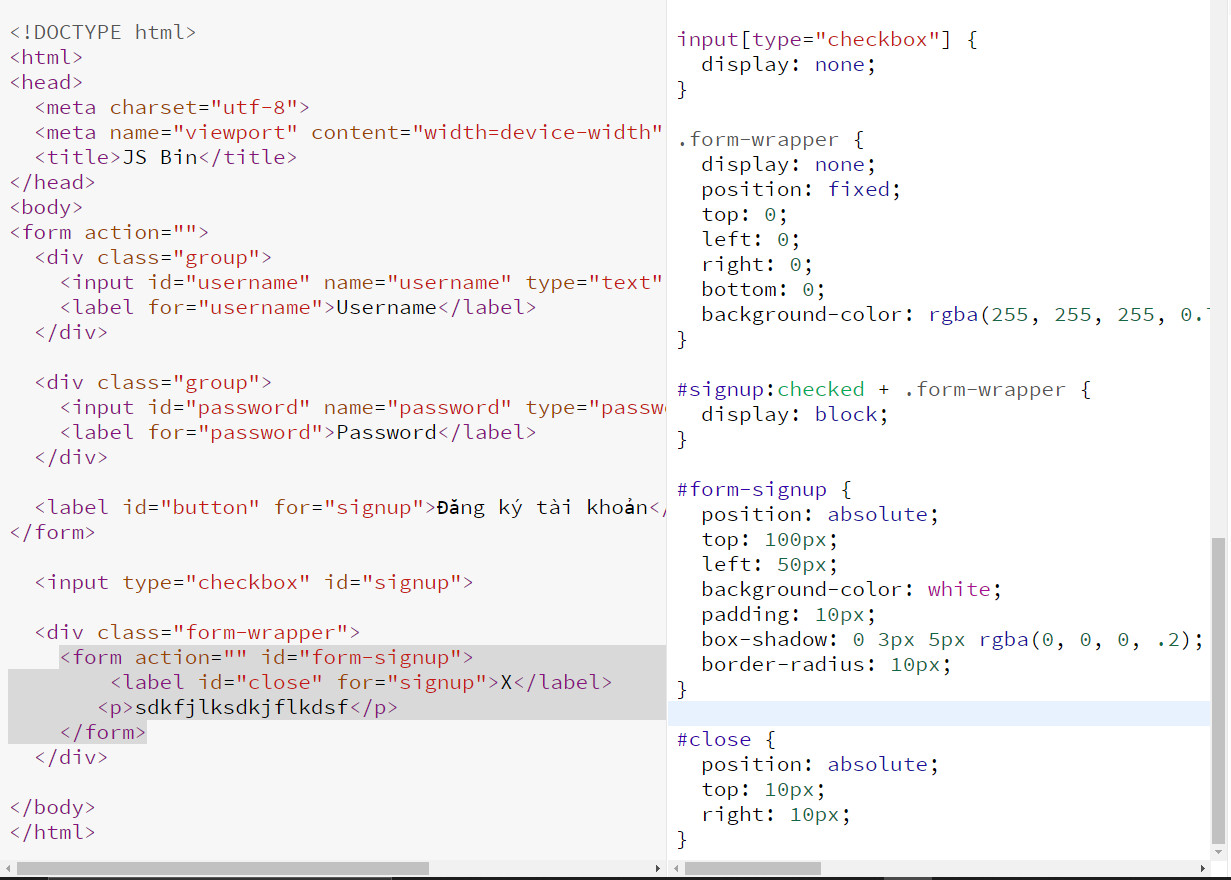 <!DOCTYPE html>
<html>
<head>
  <meta charset="utf-8">
  <meta name="viewport" content="width=device-width"
  <title>JS Bin</title>
</head>
<body>
<form action="">
  <div class="group">
    <input id="username" name="username" type="text"
    <label for="username">Username</label>
  </div>

  <div class="group">
    <input id="password" name="password" type="passw
    <label for="password">Password</label>
  </div>

  <label id="button" for="signup">Đăng ký tài khoản</
</form>

  <input type="checkbox" id="signup">

  <div class="form-wrapper">
    <form action="" id="form-signup">
        <label id="close" for="signup">X</label>
       <p>sdkfjlksdkjflkdsf</p>
    </form>
  </div>

</body>
</html>

input[type="checkbox"] {
  display: none;
}

.form-wrapper {
  display: none;
  position: fixed;
  top: 0;
  left: 0;
  right: 0;
  bottom: 0;
  background-color: rgba(255, 255, 255, 0.
}

#signup:checked + .form-wrapper {
  display: block;
}

#form-signup {
  position: absolute;
  top: 100px;
  left: 50px;
  background-color: white;
  padding: 10px;
  box-shadow: 0 3px 5px rgba(0, 0, 0, .2);
  border-radius: 10px;
}

#close {
  position: absolute;
  top: 10px;
  right: 10px;
}